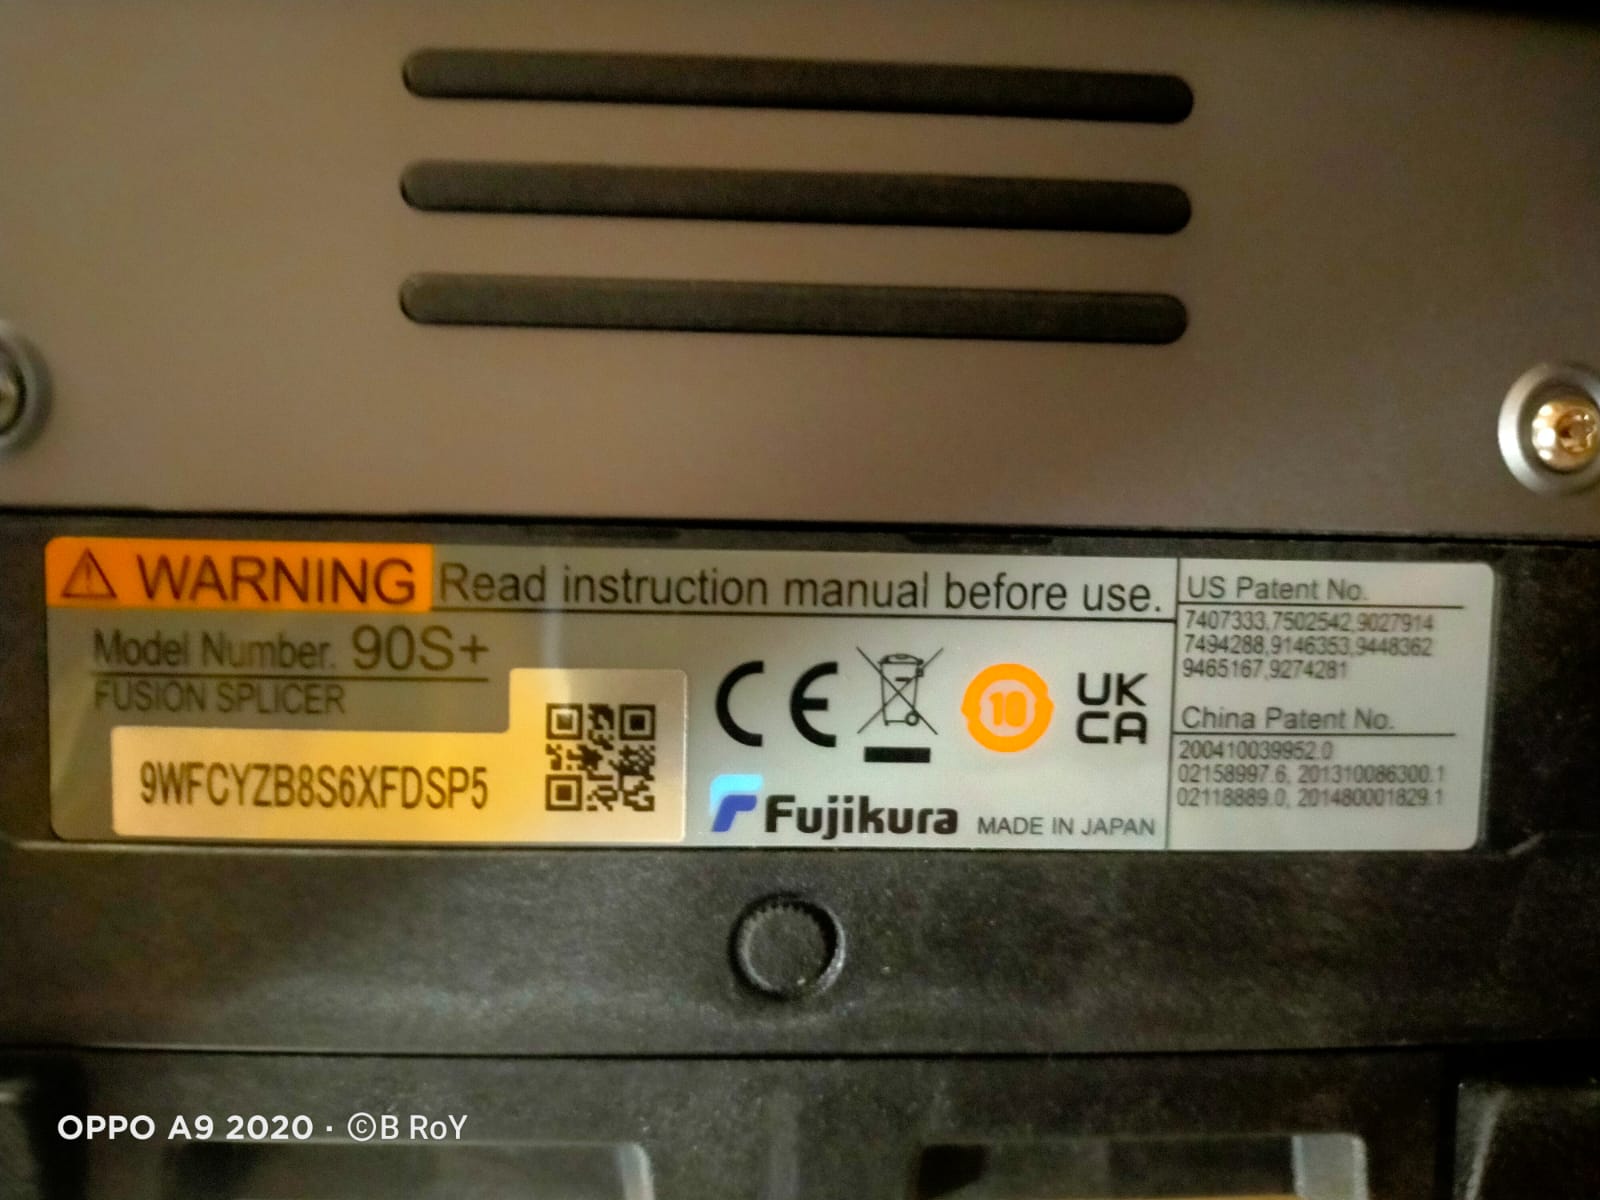 WARNING Read instruction manual before use.
Model Number. 90S+
FUSION SPLICER
9WFCYZB8S6XFDSP5
CE
10
UK
CA
Fujikura MADE IN JAPAN
US Patent No.
7407333,7502542,9027914
7494288,9146353,9448362
9465167,9274281
China Patent No.
200410039952.0
02158997.6, 201310086300.1
02118889.0, 201480001829.1
OPPO A9 2020 · ©B RoY